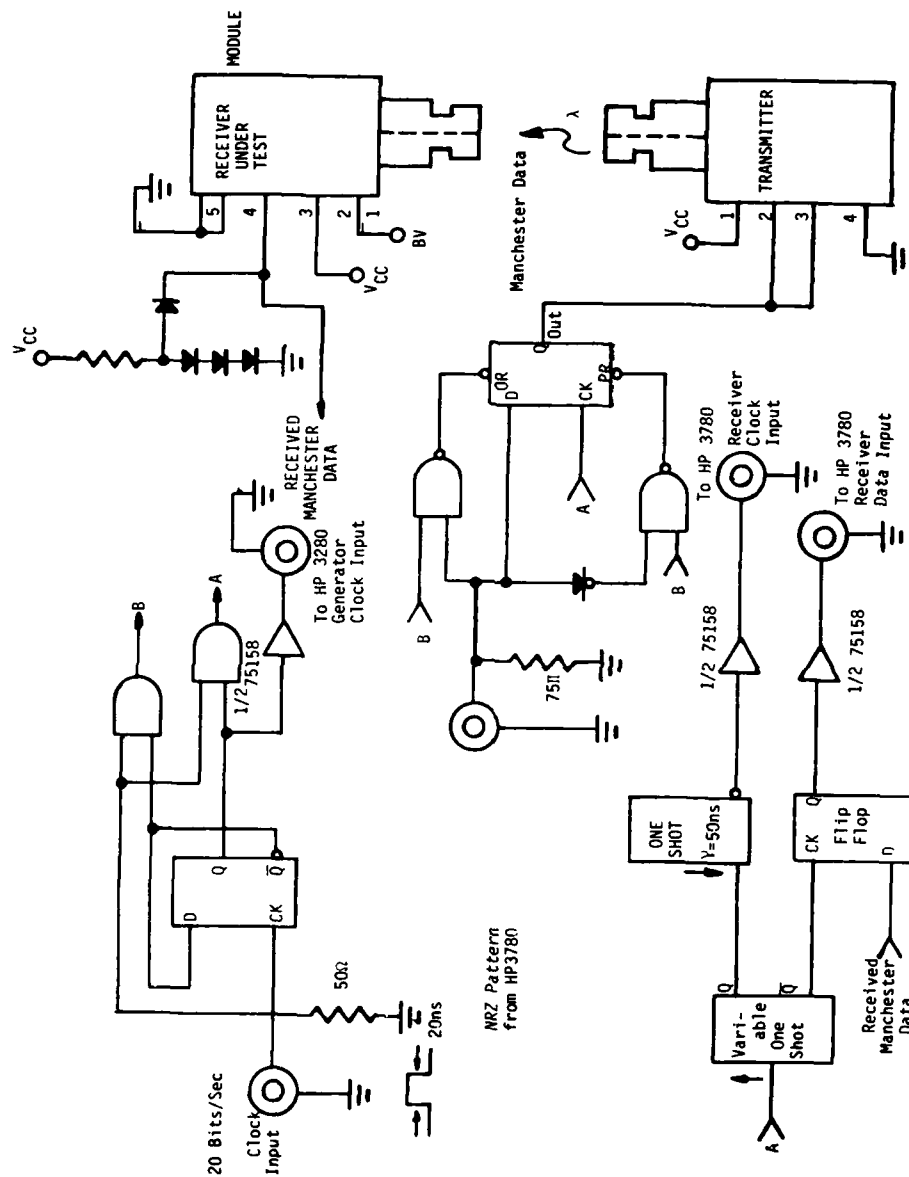 MODULE
RECEIVER
UNDER
TEST
5
4
3
2
1
BV
VCC
VCC
RECEIVED
MANCHESTER
DATA
Manchester Data
λ
TRANSMITTER
VCC
1
2
3
4
B
A
1/2 75158
To HP 3280
Generator
Clock Input
D
Q
Q
CK
50Ω
20 Bits/Sec
Clock
Input
20ns
NRZ Pattern
from HP3780
75Π
B
B
A
OR
D
CK
PR
Q
Out
To HP 3780
Receiver
Clock
Input
1/2 75158
ONE
SHOT
γ=50ns
Vari-
able
One
Shot
Q
Q
A
CK
Q
Flip
Flop
D
Received
Manchester
Data
1/2 75158
To HP 3780
Receiver
Data Input